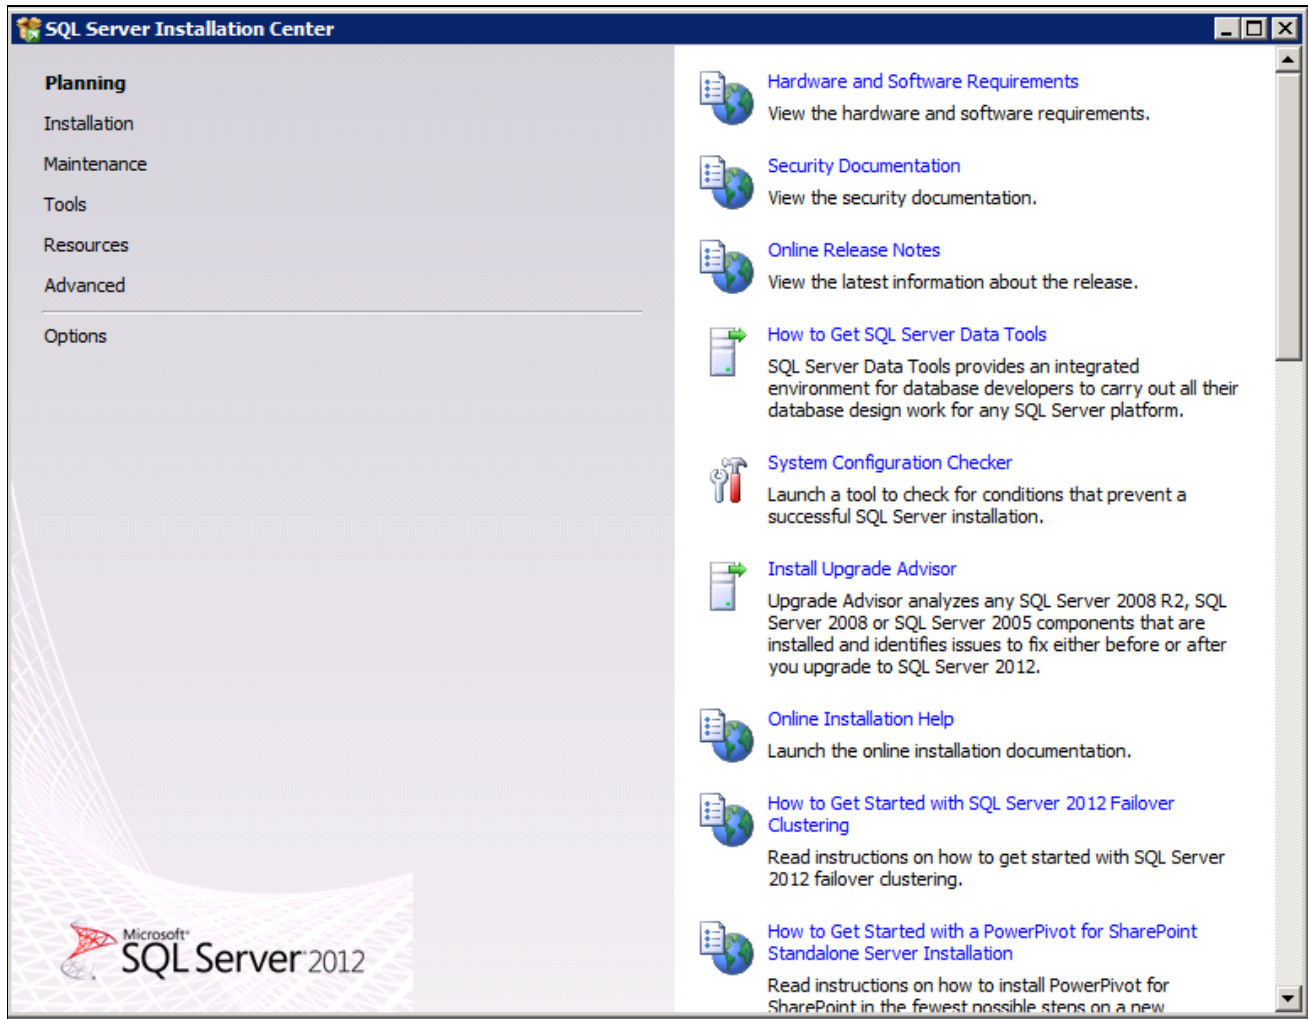 SQL Server Installation Center
Planning
Installation
Maintenance
Tools
Resources
Advanced
Options
Hardware and Software Requirements
View the hardware and software requirements.
Security Documentation
View the security documentation.
Online Release Notes
View the latest information about the release.
How to Get SQL Server Data Tools
SQL Server Data Tools provides an integrated
environment for database developers to carry out all their
database design work for any SQL Server platform.
System Configuration Checker
Launch a tool to check for conditions that prevent a
successful SQL Server installation.
Install Upgrade Advisor
Upgrade Advisor analyzes any SQL Server 2008 R2, SQL
Server 2008 or SQL Server 2005 components that are
installed and identifies issues to fix either before or after
you upgrade to SQL Server 2012.
Online Installation Help
Launch the online installation documentation.
How to Get Started with SQL Server 2012 Failover
Clustering
Read instructions on how to get started with SQL Server
2012 failover clustering.
How to Get Started with a PowerPivot for SharePoint
Standalone Server Installation
Read instructions on how to install PowerPivot for
SharePoint in the fewest possible steps on a new
Microsoft
SQL Server 2012